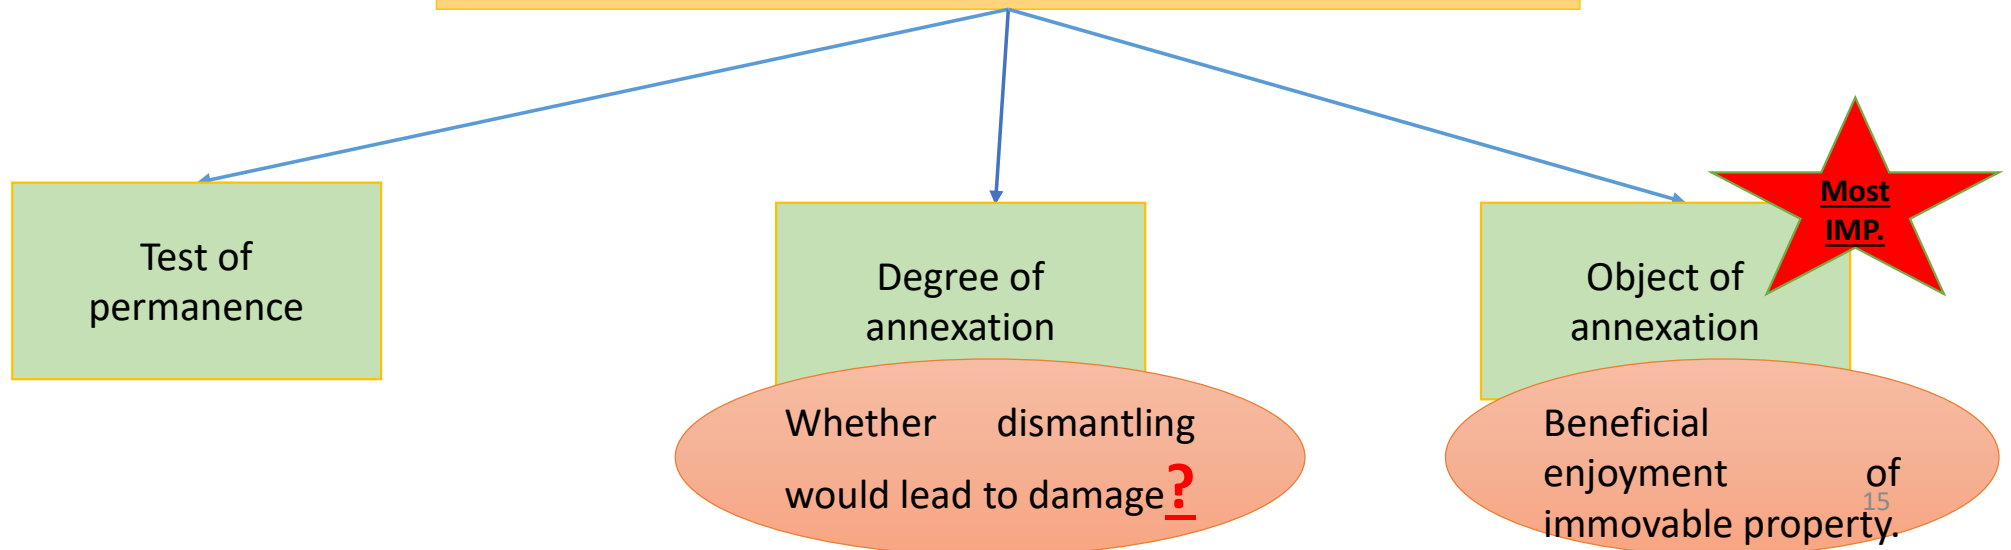 Test of
permanence
Degree of
annexation
Whether dismantling
would lead to damage?
Most
IMP.
Object of
annexation
Beneficial
enjoyment of
immovable property.
15